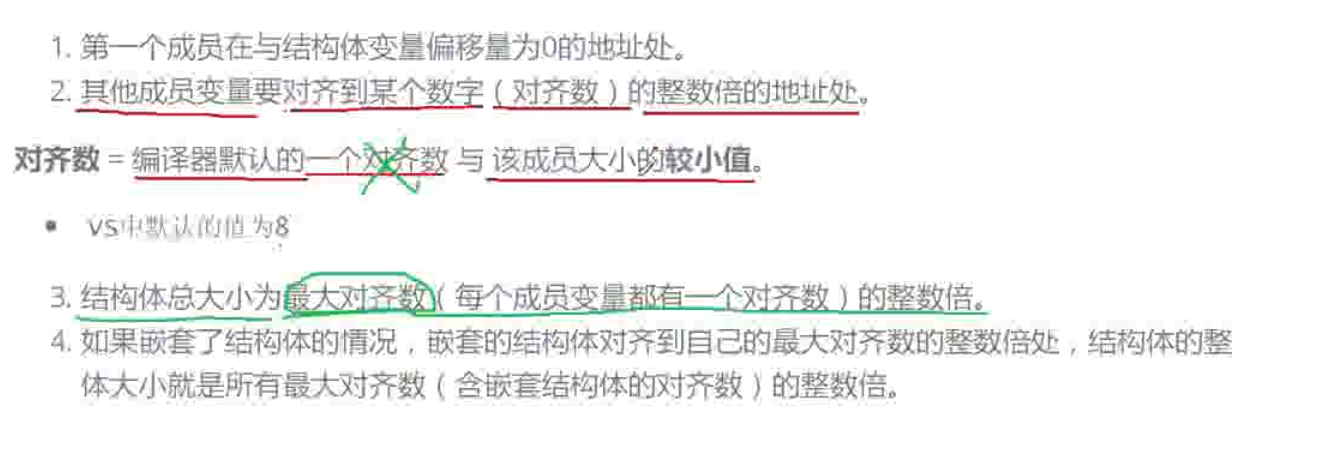 1. 第一个成员在与结构体变量偏移量为0的地址处。
2. 其他成员变量要对齐到某个数字（对齐数）的整数倍的地址处。
对齐数 = 编译器默认的一个对齐数 与 该成员大小的较小值。
• VS中默认的值为8
3. 结构体总大小为最大对齐数（每个成员变量都有一个对齐数）的整数倍。
4. 如果嵌套了结构体的情况，嵌套的结构体对齐到自己的最大对齐数的整数倍处，结构体的整
体大小就是所有最大对齐数（含嵌套结构体的对齐数）的整数倍。